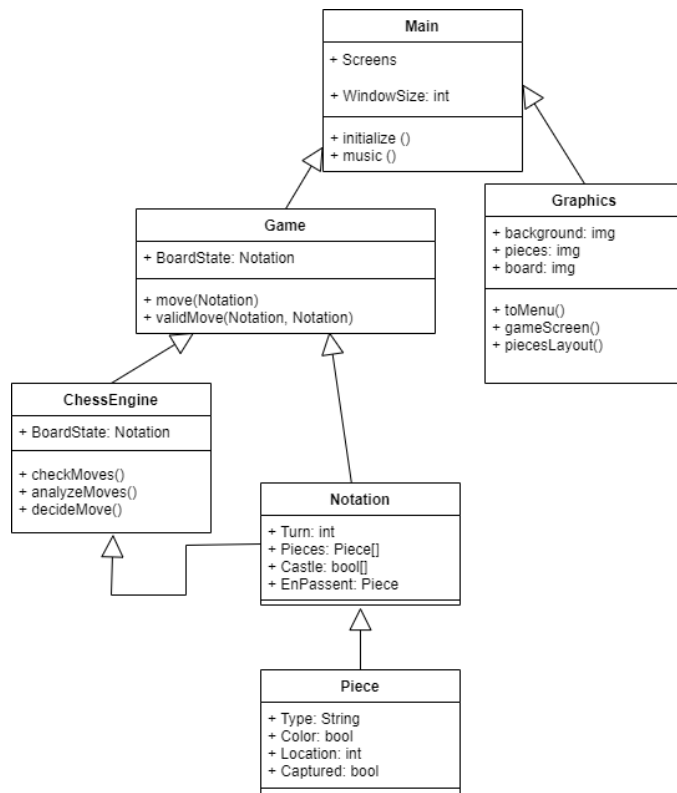 Main
+ Screens
+ WindowSize: int
+ initialize ()
+ music ()
Graphics
+ background: img
+ pieces: img
+ board: img
+ toMenu()
+ gameScreen()
+ piecesLayout()
Game
+ BoardState: Notation
+ move(Notation)
+ validMove(Notation, Notation)
ChessEngine
+ BoardState: Notation
+ checkMoves()
+ analyzeMoves()
+ decideMove()
Notation
+ Turn: int
+ Pieces: Piece[]
+ Castle: bool[]
+ EnPassent: Piece
Piece
+ Type: String
+ Color: bool
+ Location: int
+ Captured: bool